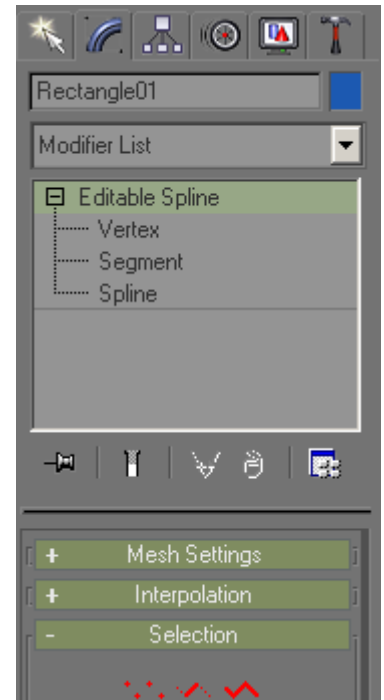 Rectangle01
Modifier List
Editable Spline
Vertex
Segment
Spline
+ Mesh Settings
+ Interpolation
- Selection